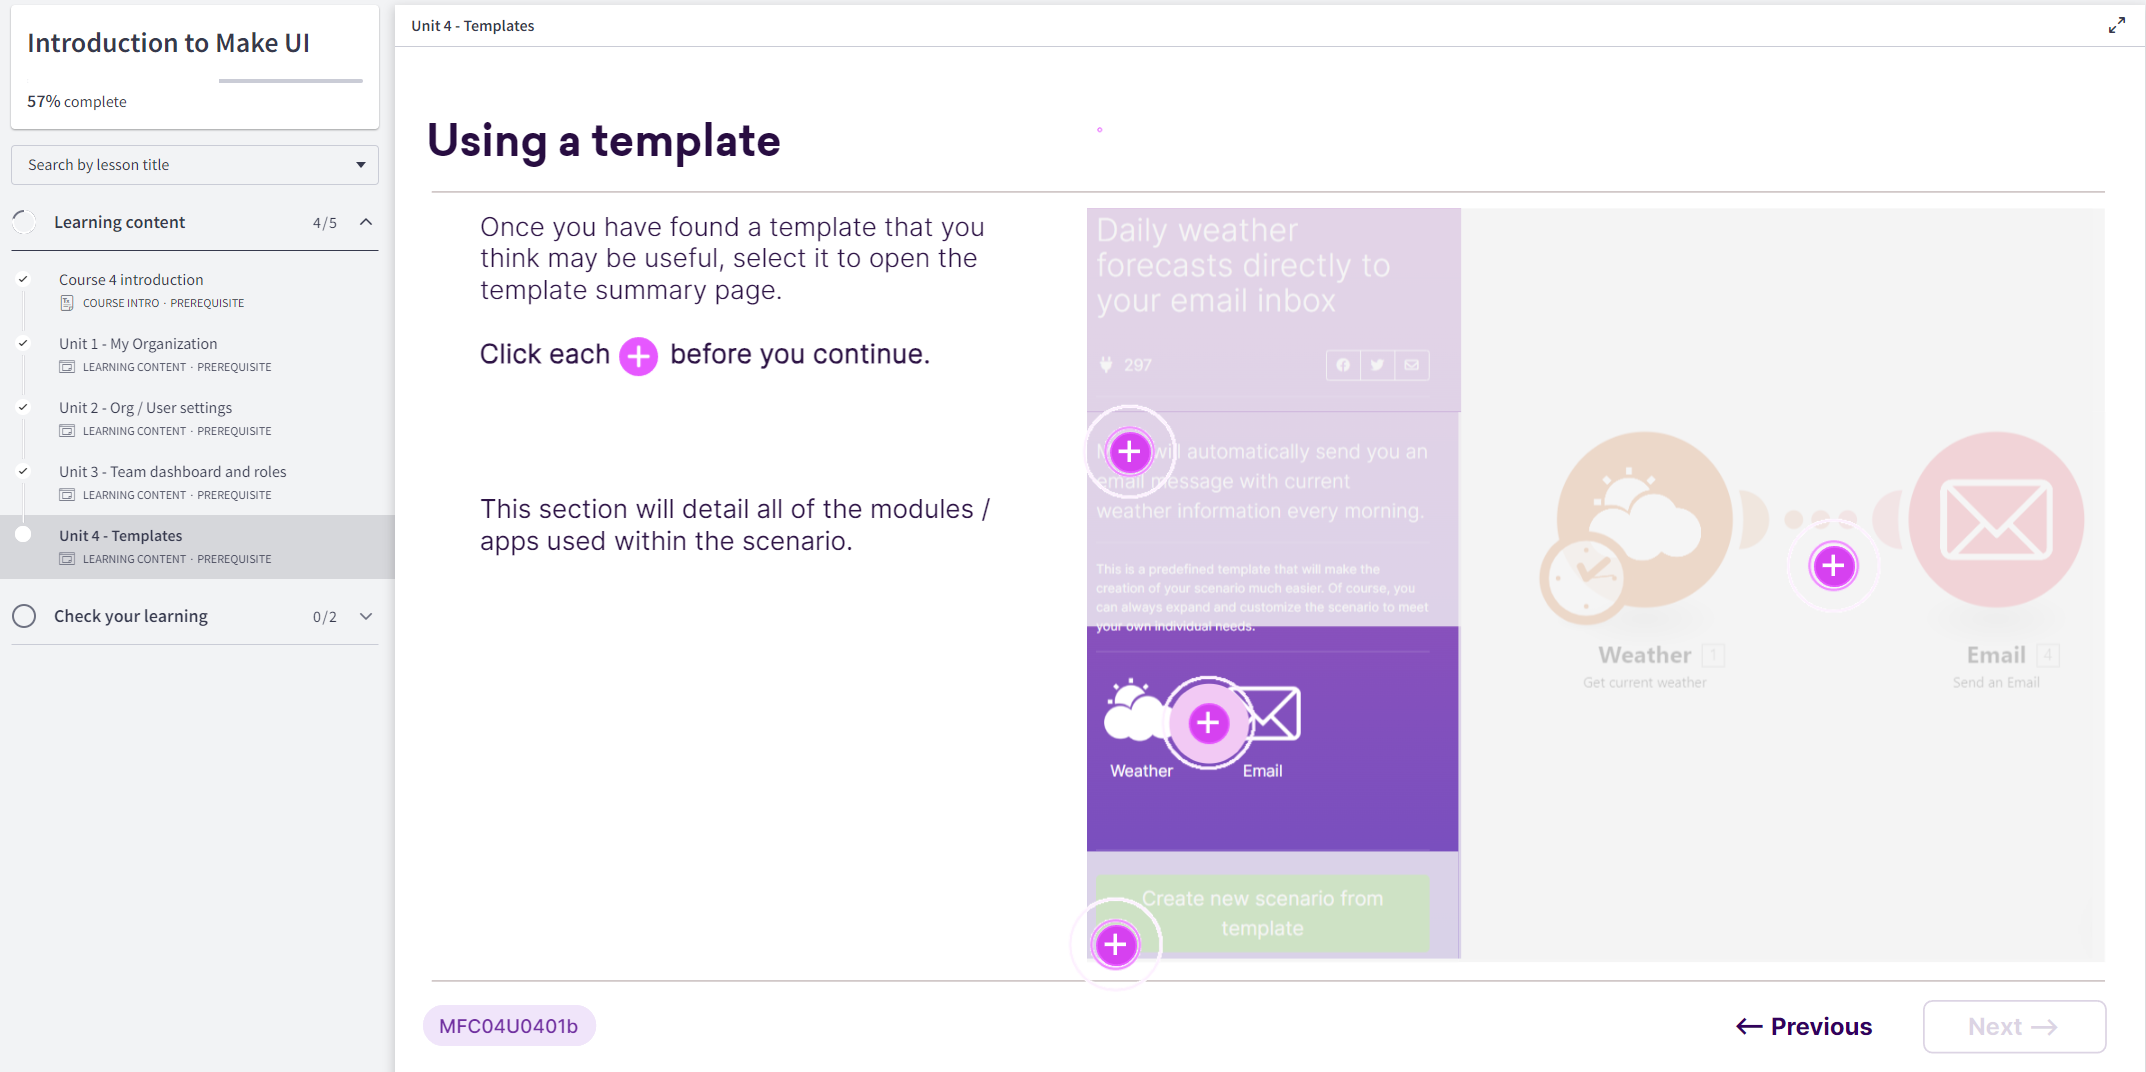 Introduction to Make UI
57% complete
Search by lesson title
Learning content 4/5
Course 4 introduction
COURSE INTRO · PREREQUISITE
Unit 1 - My Organization
LEARNING CONTENT · PREREQUISITE
Unit 2 - Org / User settings
LEARNING CONTENT · PREREQUISITE
Unit 3 - Team dashboard and roles
LEARNING CONTENT · PREREQUISITE
Unit 4 - Templates
LEARNING CONTENT · PREREQUISITE
Check your learning 0/2
Unit 4 - Templates
Using a template
Once you have found a template that you
think may be useful, select it to open the
template summary page.
Click each + before you continue.
This section will detail all of the modules /
apps used within the scenario.
Daily weather
forecasts directly to
your email inbox
297
will automatically send you an
email message with current
weather information every morning.
This is a predefined template that will make the
creation of your scenario much easier. Of course, you
can always expand and customize the scenario to meet
your own individual needs.
Weather Email
Create new scenario from
template
Weather 1
Get current weather
Email 4
Send an Email
MFC04U0401b
← Previous
Next →